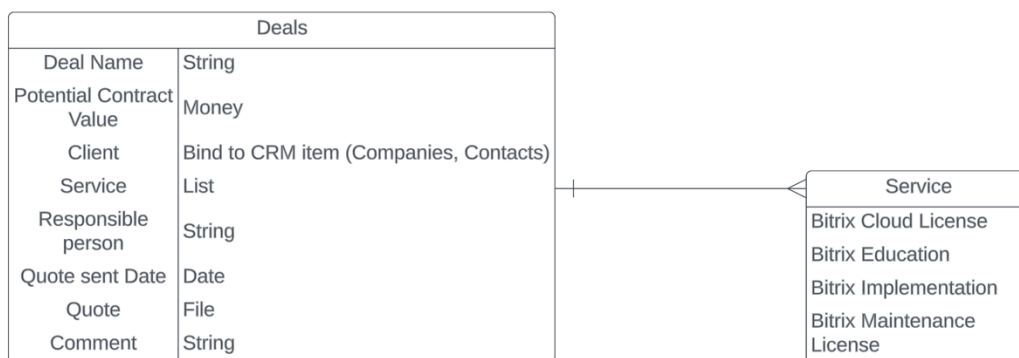 Deals
Deal Name String
Potential Contract
Value
Money
Client Bind to CRM item (Companies, Contacts)
Service List
Responsible
person
String
Quote sent Date Date
Quote File
Comment String
Service
Bitrix Cloud License
Bitrix Education
Bitrix Implementation
Bitrix Maintenance
License